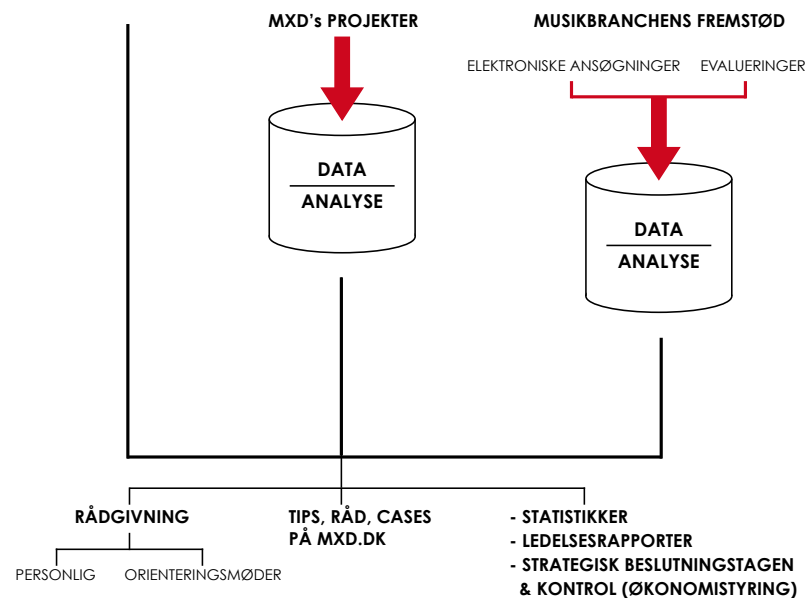 MXD's PROJEKTER
MUSIKBRANCHENS FREMSTØD
ELEKTRONISKE ANSØGNINGER
EVALUERINGER
DATA
ANALYSE
DATA
ANALYSE
RÅDGIVNING
PERSONLIG
ORIENTERINGSMØDER
TIPS, RÅD, CASES
PÅ MXD.DK
- STATISTIKKER
- LEDELSESRAPPORTER
- STRATEGISK BESLUTNINGSTAGEN
& KONTROL (ØKONOMISTYRING)